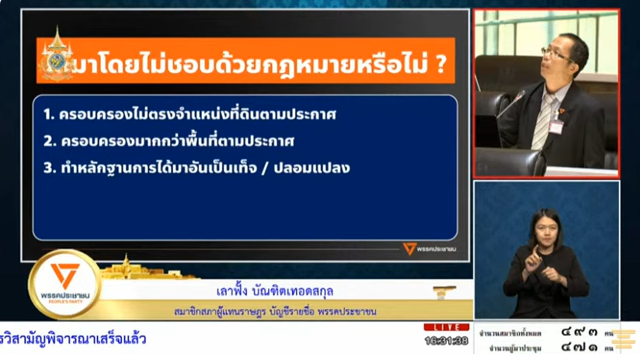 มาโดยไม่ชอบด้วยกฎหมายหรือไม่ ?
1. ครอบครองไม่ตรงจำแหน่งที่ดินตามประกาศ
2. ครอบครองมากกว่าพื้นที่ตามประกาศ
3. ทำหลักฐานการได้มาอันเป็นเท็จ / ปลอมแปลง
พรรคประชาชน
พรรคประชาชน
PEOPLE'S PARTY
เลาฟั้ง บัณฑิตเทอดสกุล
สมาชิกสภาผู้แทนราษฎร บัญชีรายชื่อ พรรคประชาชน
รวิสามัญพิจารณาเสร็จแล้ว
LIVE
16:31:38
จำนวนสมาชิกทั้งหมด ๔๙๓ คน
จำนวนผู้มาประชุม ๔๗๑ คน